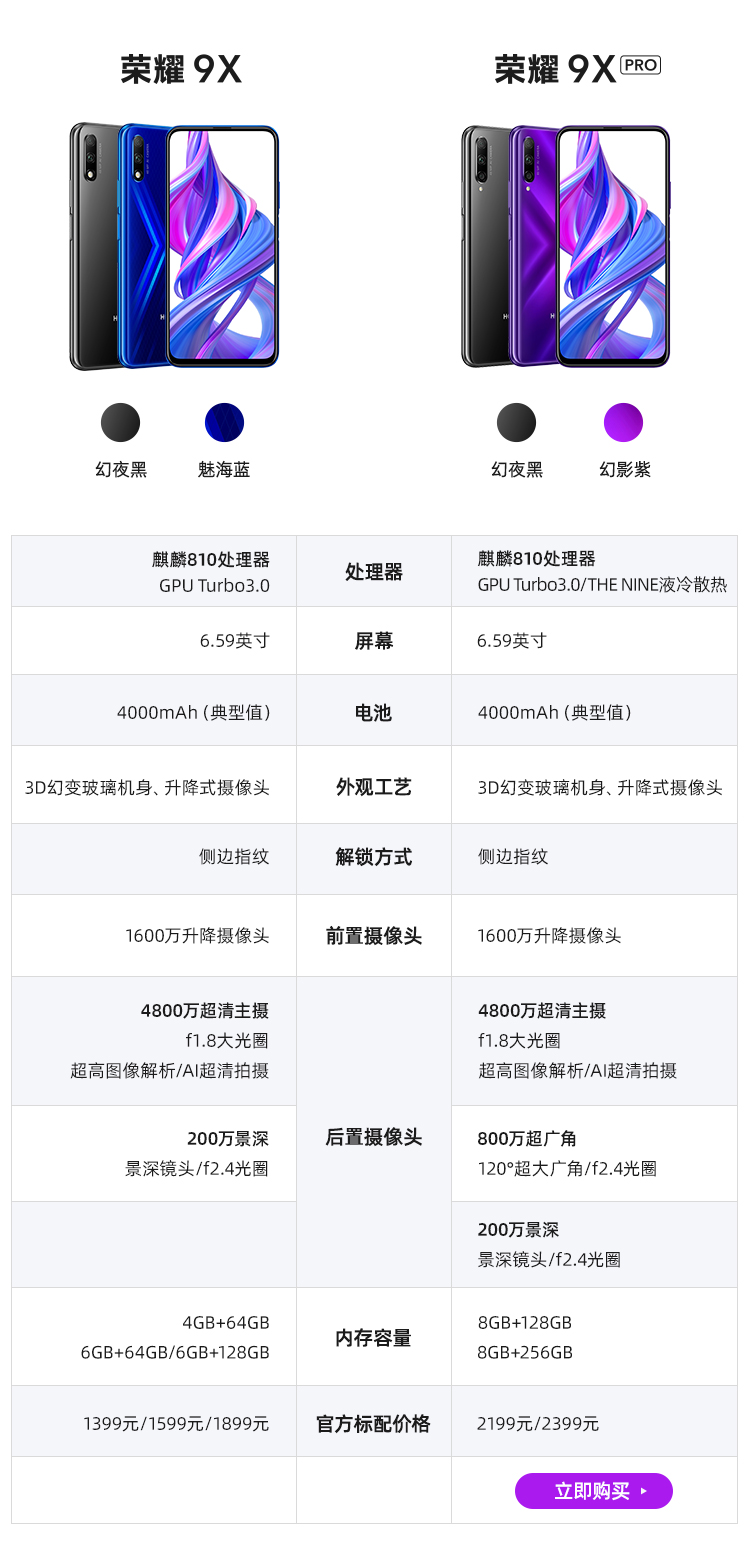 荣耀 9X
荣耀 9X PRO
幻夜黑
魅海蓝
幻夜黑
幻影紫
麒麟810处理器
GPU Turbo3.0
处理器
麒麟810处理器
GPU Turbo3.0/THE NINE液冷散热
6.59英寸
屏幕
6.59英寸
4000mAh (典型值)
电池
4000mAh (典型值)
3D幻变玻璃机身、升降式摄像头
外观工艺
3D幻变玻璃机身、升降式摄像头
侧边指纹
解锁方式
侧边指纹
1600万升降摄像头
前置摄像头
1600万升降摄像头
4800万超清主摄
f1.8大光圈
超高图像解析/AI超清拍摄
200万景深
景深镜头/f2.4光圈
后置摄像头
4800万超清主摄
f1.8大光圈
超高图像解析/AI超清拍摄
800万超广角
120°超大广角/f2.4光圈
200万景深
景深镜头/f2.4光圈
4GB+64GB
6GB+64GB/6GB+128GB
内存容量
8GB+128GB
8GB+256GB
1399元/1599元/1899元
官方标配价格
2199元/2399元
立即购买